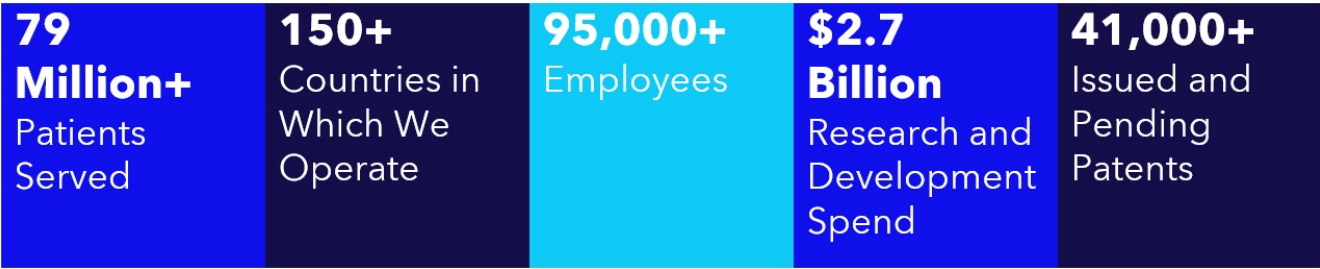 79
Million+
Patients
Served
150+
Countries in
Which We
Operate
95,000+
Employees
$2.7
Billion
Research and
Development
Spend
41,000+
Issued and
Pending
Patents